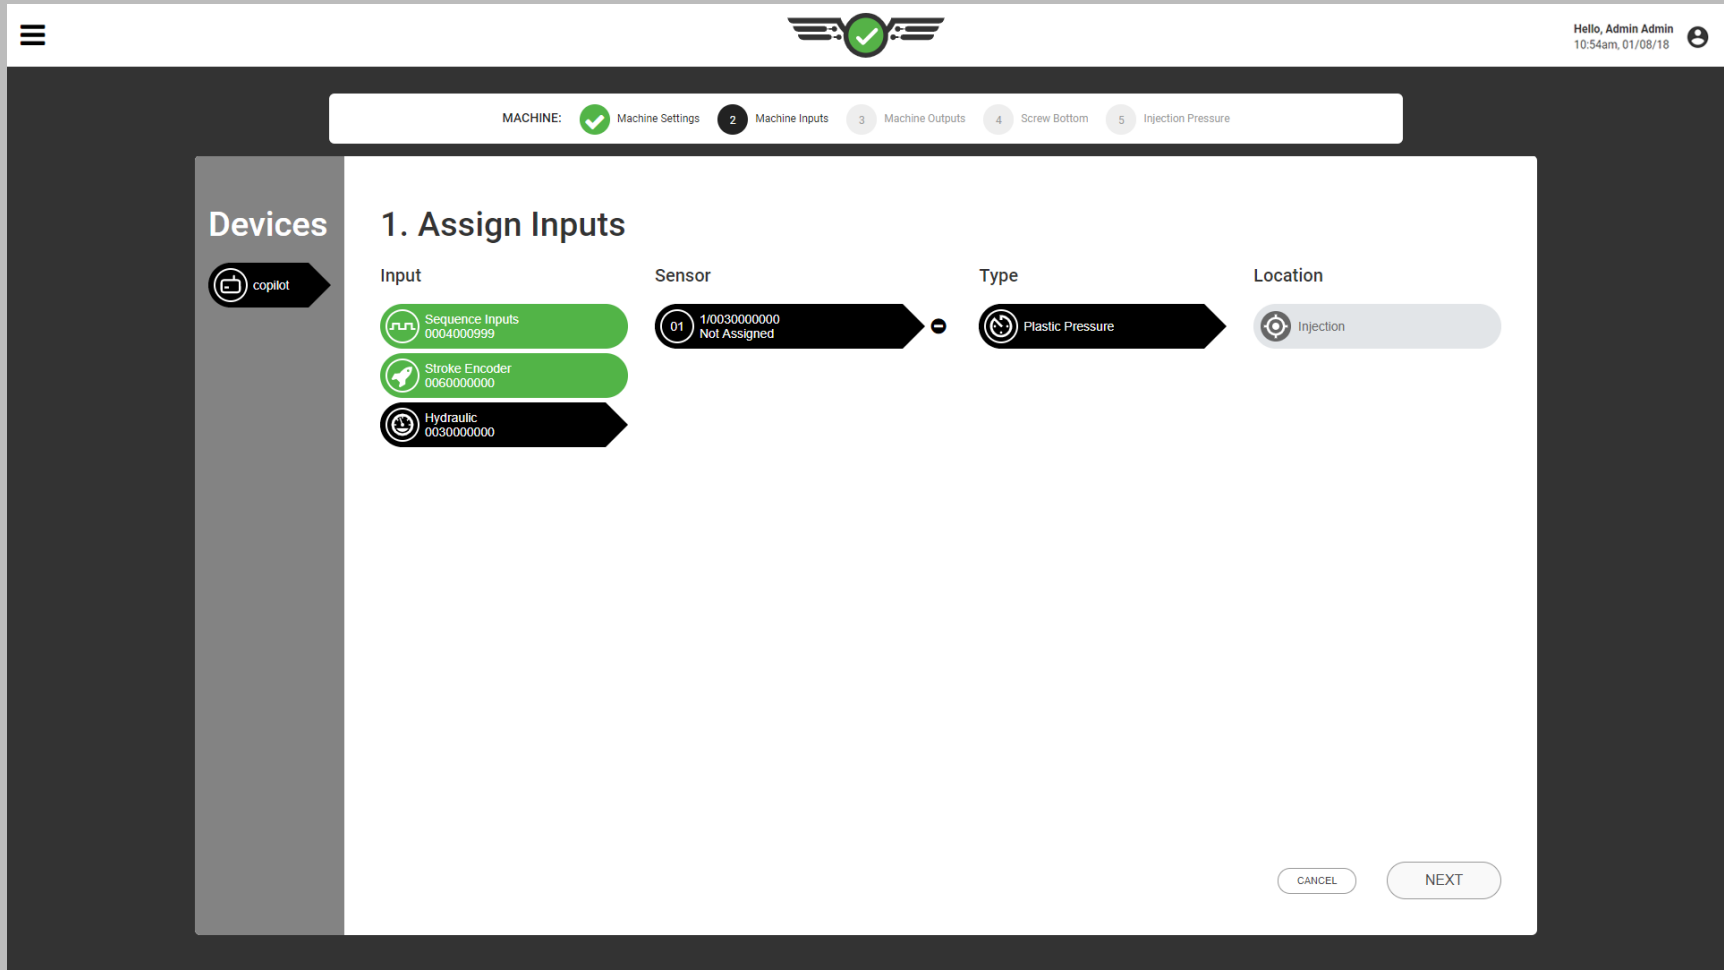 Hello, Admin Admin
10:54am, 01/08/18
MACHINE: Machine Settings 2 Machine Inputs 3 Machine Outputs 4 Screw Bottom 5 Injection Pressure
Devices
copilot
1. Assign Inputs
Input Sensor Type Location
Sequence Inputs
0004000999
01 1/0030000000
Not Assigned
Plastic Pressure
Injection
Stroke Encoder
0060000000
Hydraulic
0030000000
CANCEL NEXT